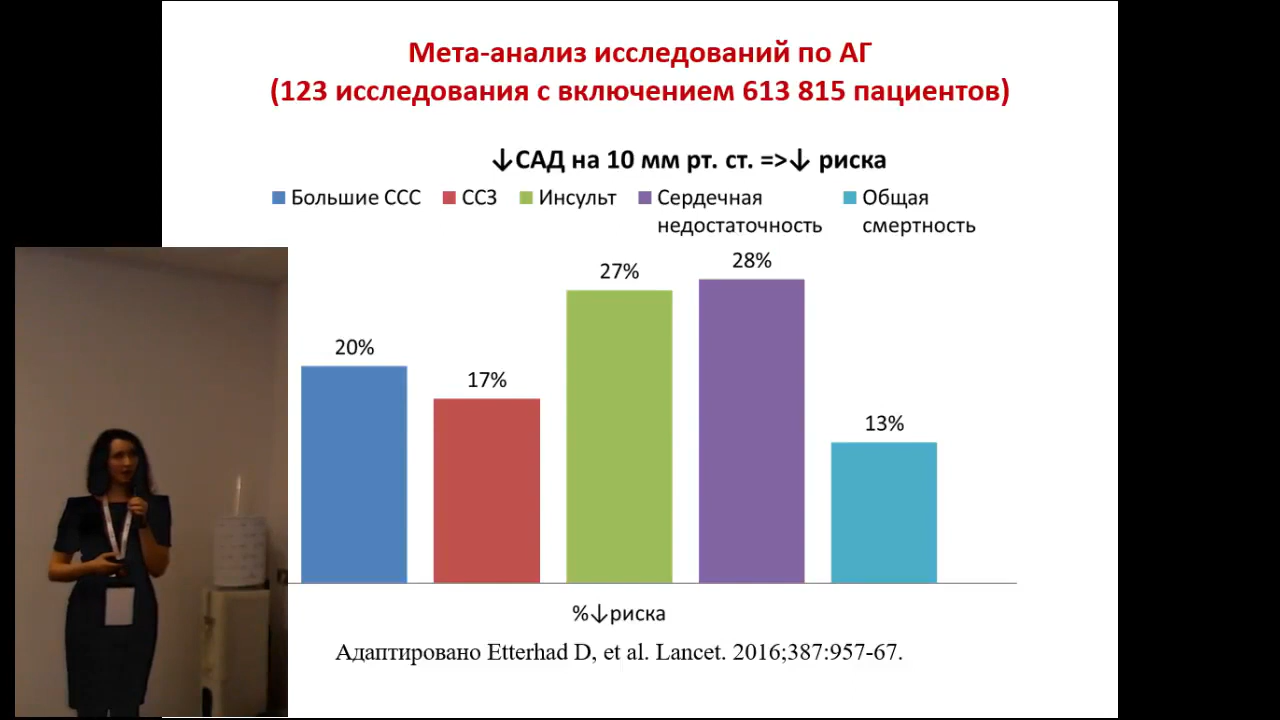 Мета-анализ исследований по АГ
(123 исследования с включением 613 815 пациентов)
↓САД на 10 мм рт. ст. =>↓ риска
Большие ССС
ССЗ
Инсульт
Сердечная
недостаточность
Общая
смертность
20%
17%
27%
28%
13%
%↓риска
Адаптировано Etterhad D, et al. Lancet. 2016;387:957-67.